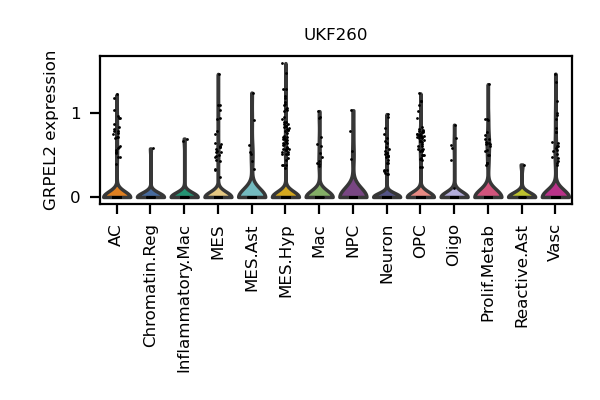 UKF260
GRPEL2 expression
1
0
AC
Chromatin.Reg
Inflammatory.Mac
MES
MES.Ast
MES.Hyp
Mac
NPC
Neuron
OPC
Oligo
Prolif.Metab
Reactive.Ast
Vasc